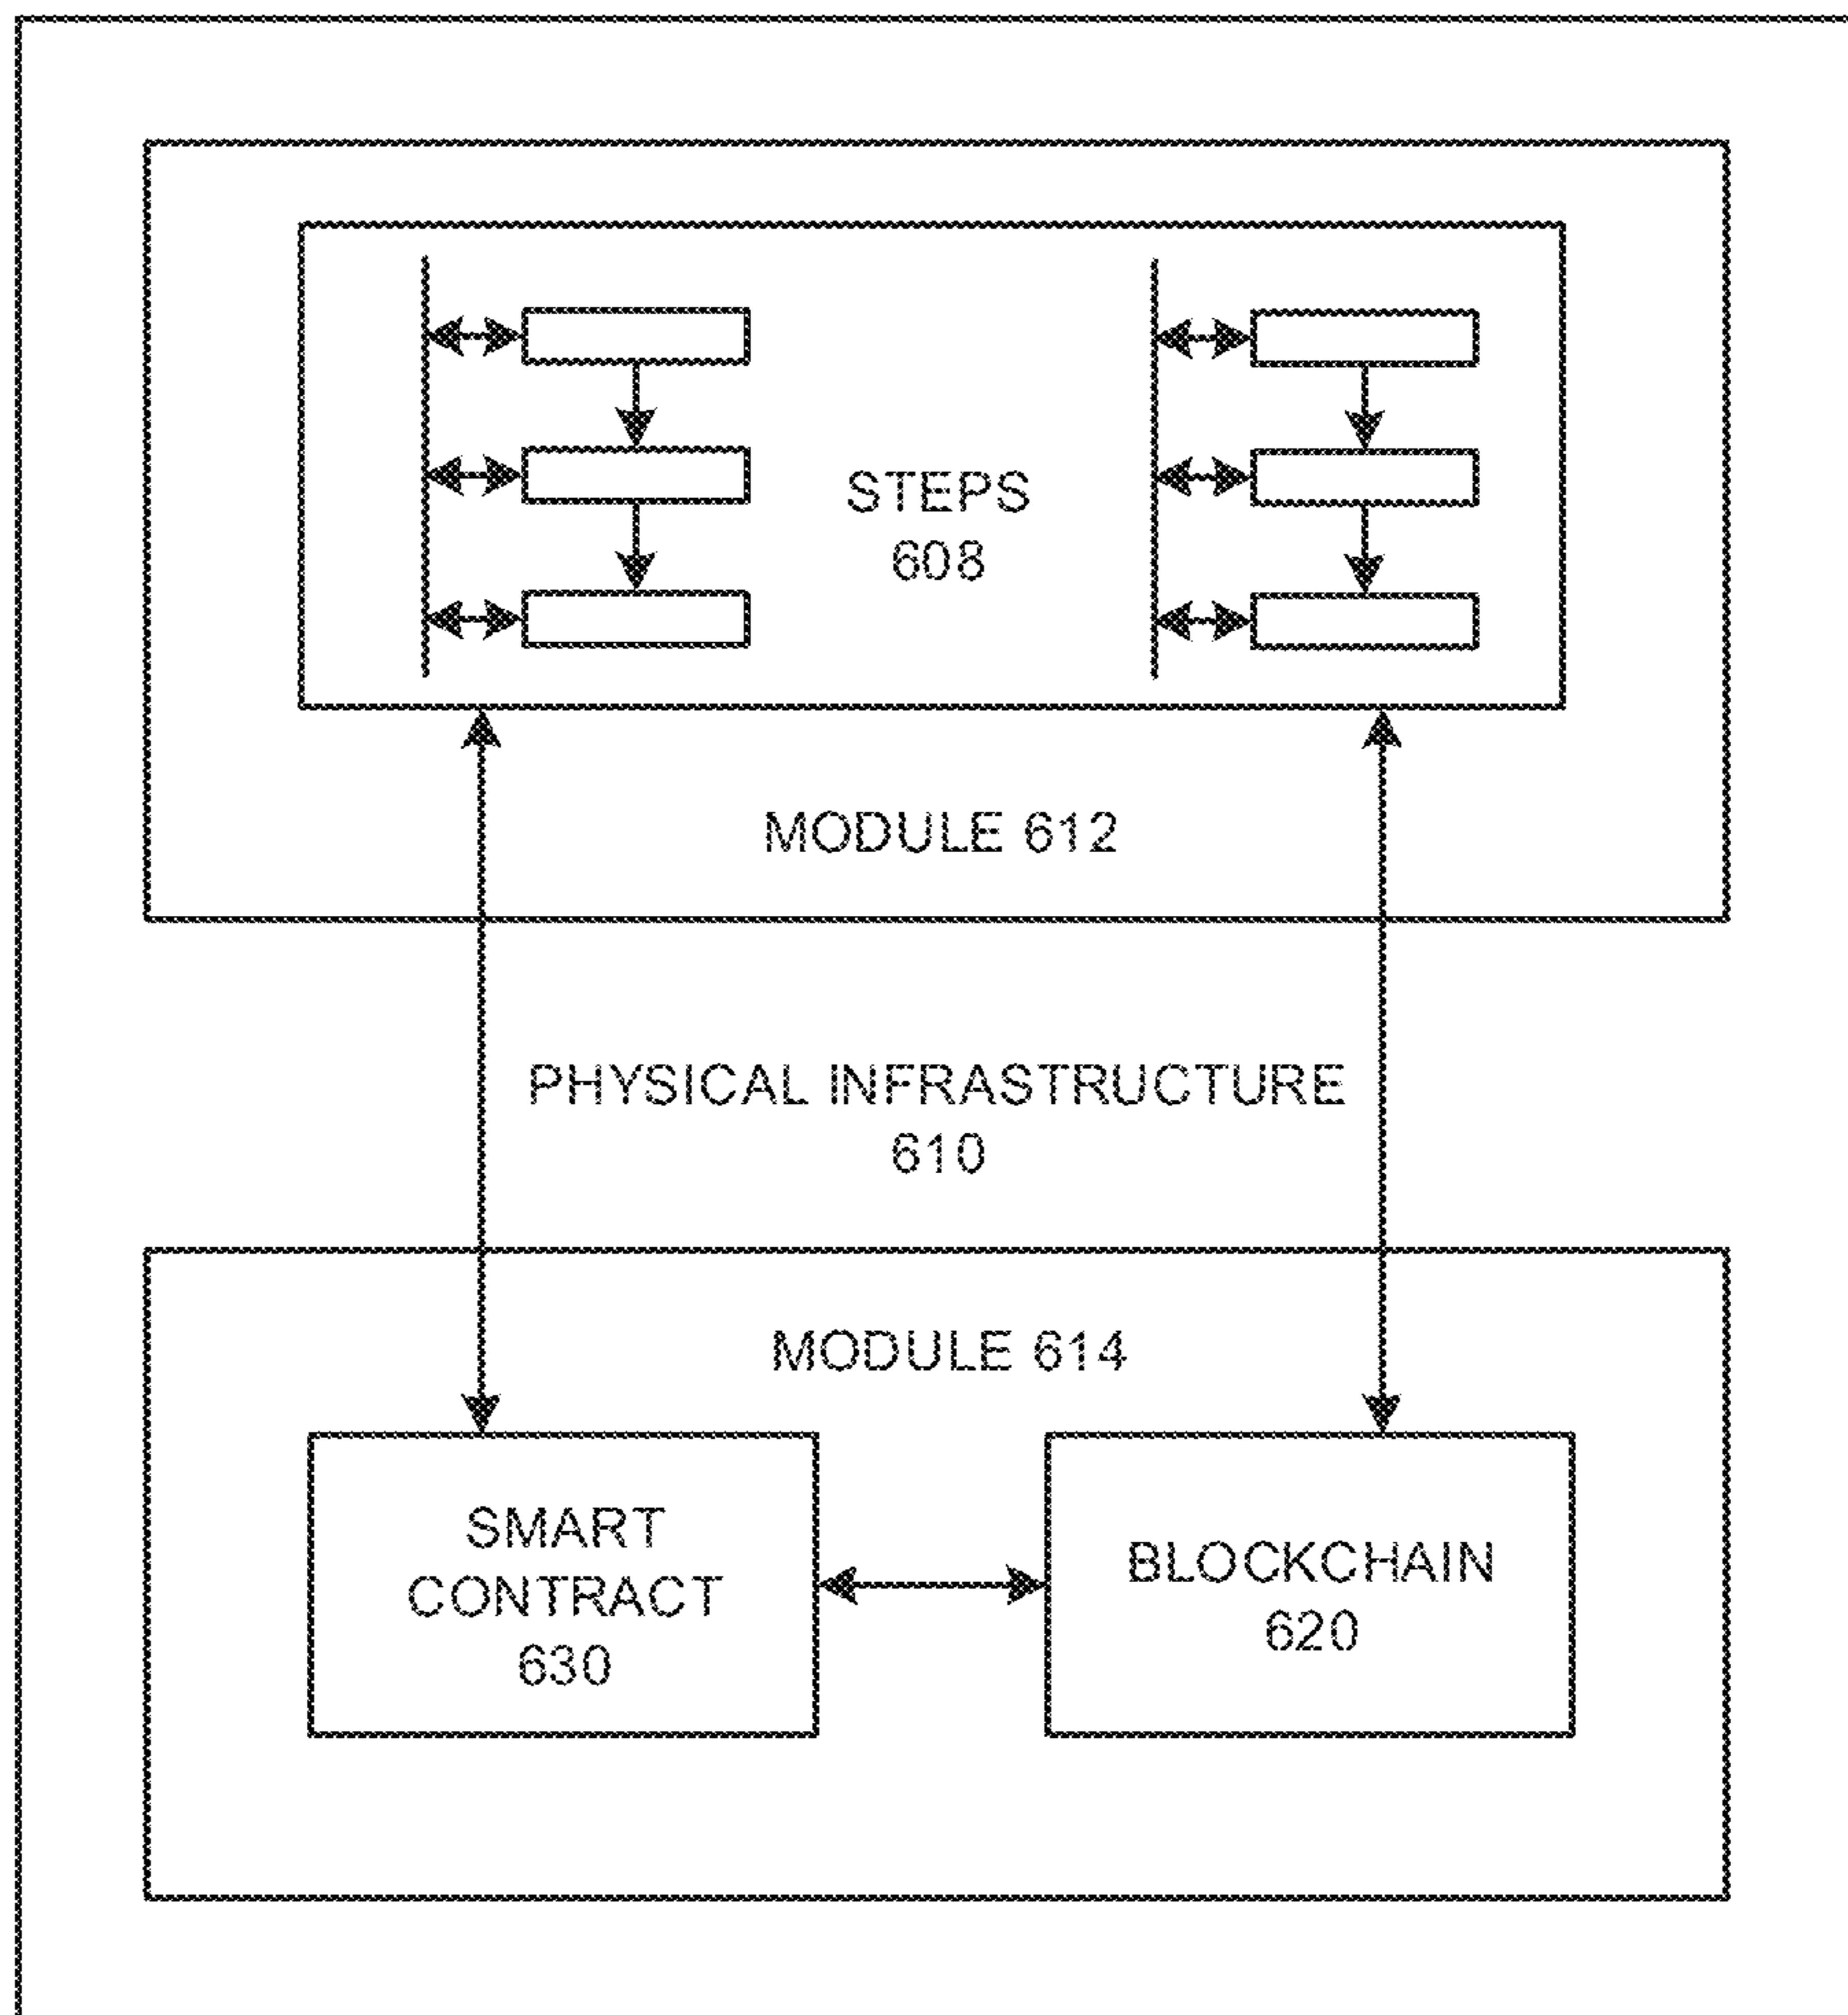 STEPS
608
MODULE 612
PHYSICAL INFRASTRUCTURE
610
MODULE 614
SMART
CONTRACT
630
BLOCKCHAIN
620